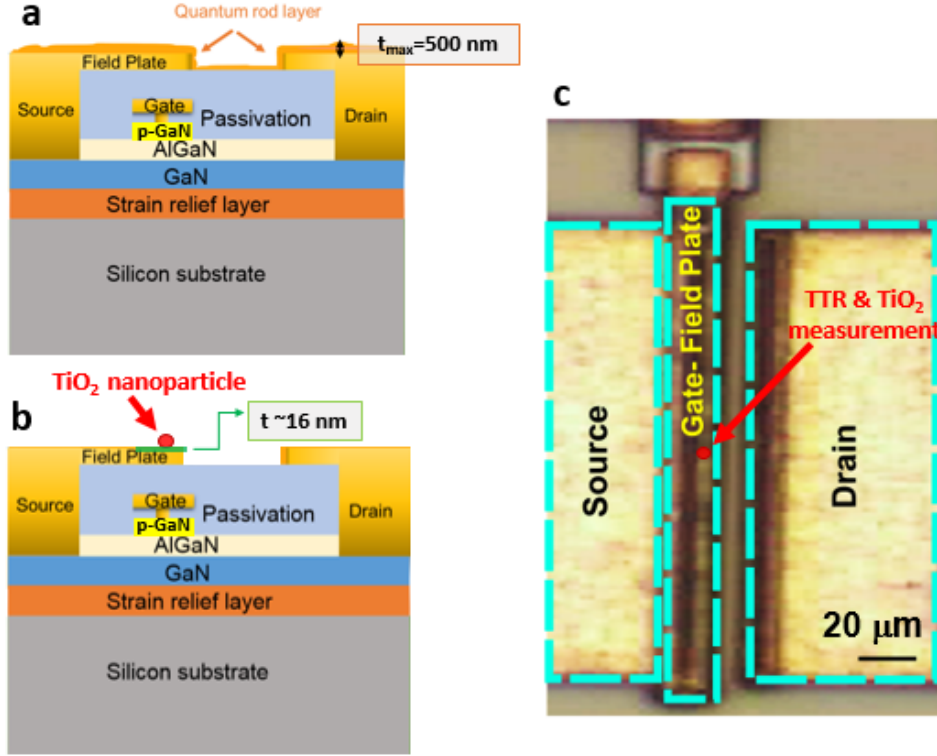 a
Quantum rod layer
t_max=500 nm
Field Plate
Source
Gate
Passivation
Drain
p-GaN
AlGaN
GaN
Strain relief layer
Silicon substrate
TiO₂ nanoparticle
b
t ~16 nm
Field Plate
Source
Gate
Passivation
Drain
p-GaN
AlGaN
GaN
Strain relief layer
Silicon substrate
c
Gate- Field Plate
TTR & TiO₂
measurement
Source
Drain
20 μm